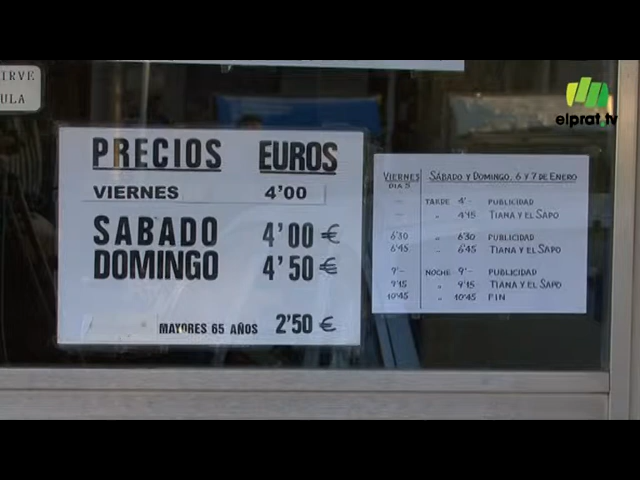 IRVE
ULA
elprat.tv
PRECIOS EUROS
VIERNES 4'00
SABADO 4'00 €
DOMINGO 4'50 €
MAYORES 65 AÑOS 2'50 €
VIERNES DIA 5 SÁBADO Y DOMINGO, 6 Y 7 DE ENERO
— TARDE 4'- PUBLICIDAD
— " 4'45 TIANA Y EL SAPO
6'30 " 6'30 PUBLICIDAD
6'45 " 6'45 TIANA Y EL SAPO
9'- NOCHE 9'- PUBLICIDAD
9'15 " 9'15 TIANA Y EL SAPO
10'45 " 10'45 FIN